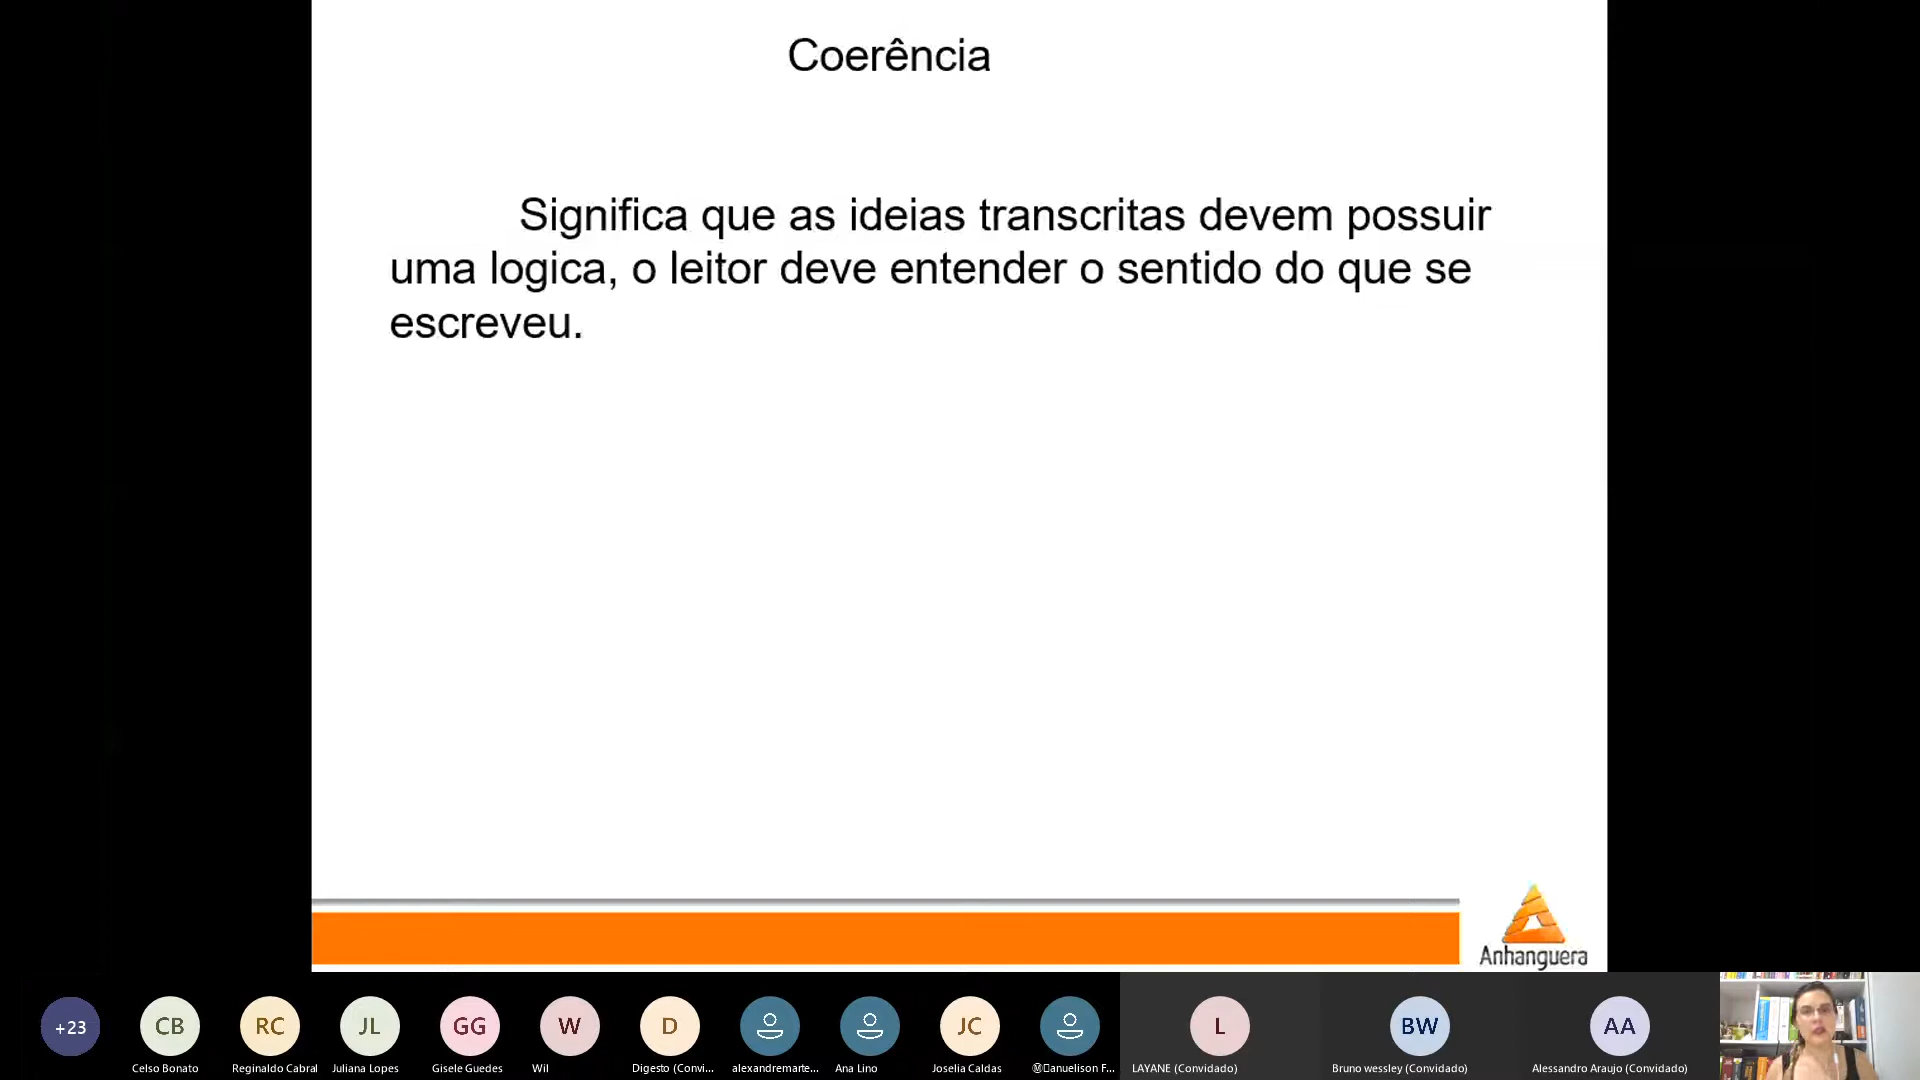 Coerência
Significa que as ideias transcritas devem possuir
uma logica, o leitor deve entender o sentido do que se
escreveu.
Anhanguera
+23
CB
RC
JL
GG
W
D
JC
L
BW
AA
Celso Bonato
Reginaldo Cabral
Juliana Lopes
Gisele Guedes
Wil
Digesto (Convi...
alexandremarte...
Ana Lino
Joselia Caldas
Ⓜ️anuelison F...
LAYANE (Convidado)
Bruno wessley (Convidado)
Alessandro Araujo (Convidado)